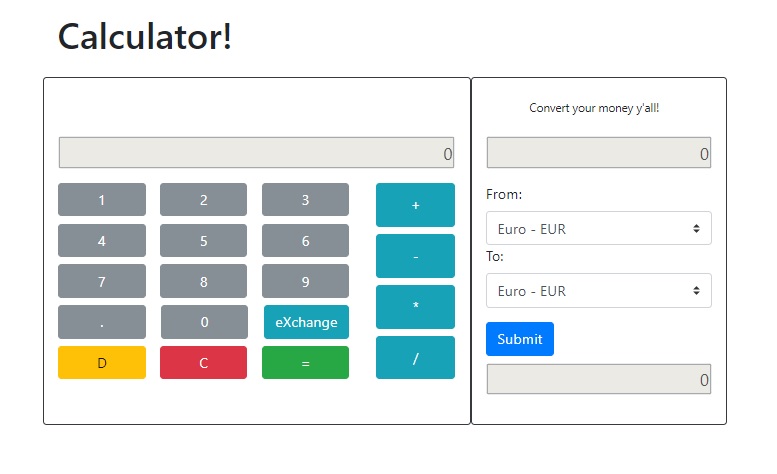 Calculator!
0
1 2 3 +
4 5 6 -
7 8 9 *
. 0 eXchange /
D C =
Convert your money y'all!
0
From:
Euro - EUR
To:
Euro - EUR
Submit
0